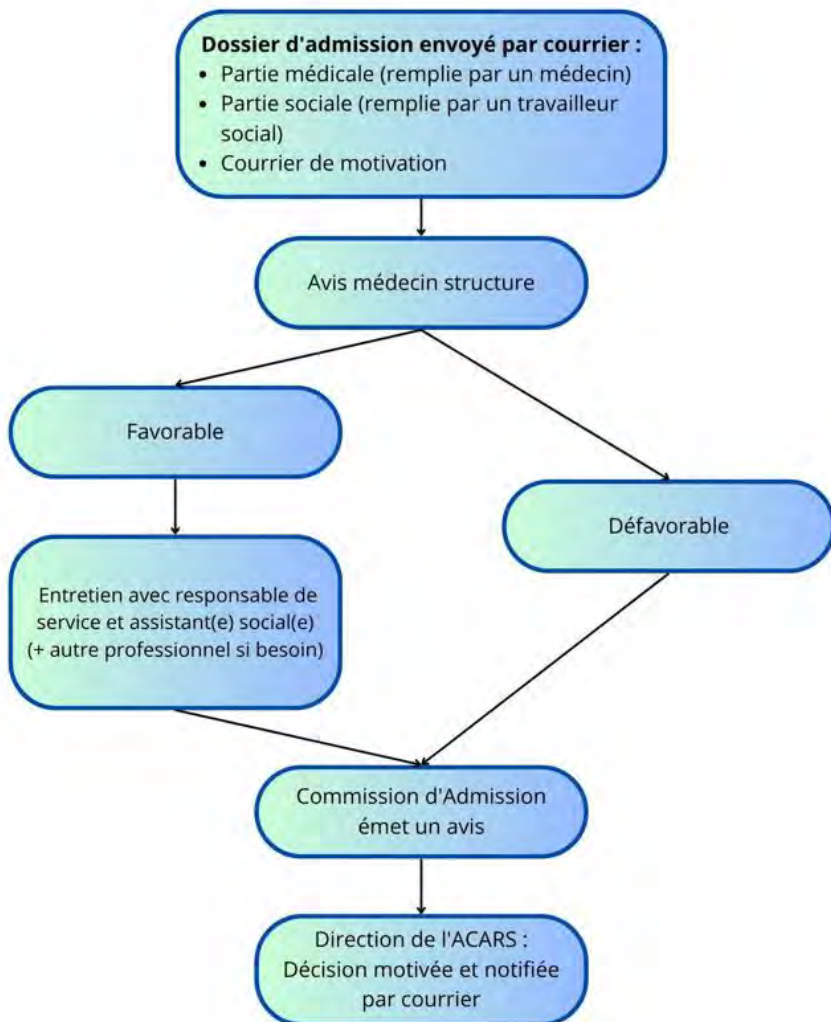 Dossier d'admission envoyé par courrier :
• Partie médicale (remplie par un médecin)
• Partie sociale (remplie par un travailleur
social)
• Courrier de motivation
Avis médecin structure
Favorable
Défavorable
Entretien avec responsable de
service et assistant(e) social(e)
(+ autre professionnel si besoin)
Commission d'Admission
émet un avis
Direction de l'ACARS :
Décision motivée et notifiée
par courrier